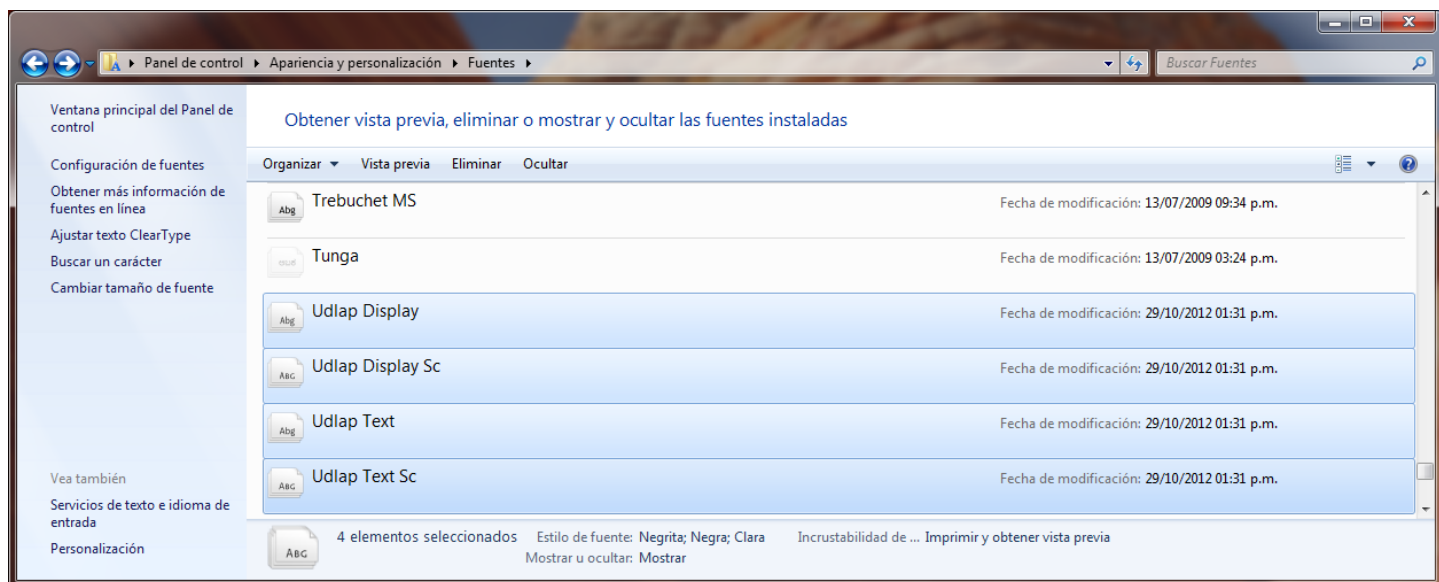 Panel de control ▸ Apariencia y personalización ▸ Fuentes ▸
Buscar Fuentes
Ventana principal del Panel de
control
Configuración de fuentes
Obtener más información de
fuentes en línea
Ajustar texto ClearType
Buscar un carácter
Cambiar tamaño de fuente
Vea también
Servicios de texto e idioma de
entrada
Personalización
Obtener vista previa, eliminar o mostrar y ocultar las fuentes instaladas
Organizar Vista previa Eliminar Ocultar
Abg Trebuchet MS Fecha de modificación: 13/07/2009 09:34 p.m.
Tunga Fecha de modificación: 13/07/2009 03:24 p.m.
Abg Udlap Display Fecha de modificación: 29/10/2012 01:31 p.m.
ABG Udlap Display Sc Fecha de modificación: 29/10/2012 01:31 p.m.
Abg Udlap Text Fecha de modificación: 29/10/2012 01:31 p.m.
ABG Udlap Text Sc Fecha de modificación: 29/10/2012 01:31 p.m.
ABG 4 elementos seleccionados Estilo de fuente: Negrita; Negra; Clara Incrustabilidad de ... Imprimir y obtener vista previa
Mostrar u ocultar: Mostrar